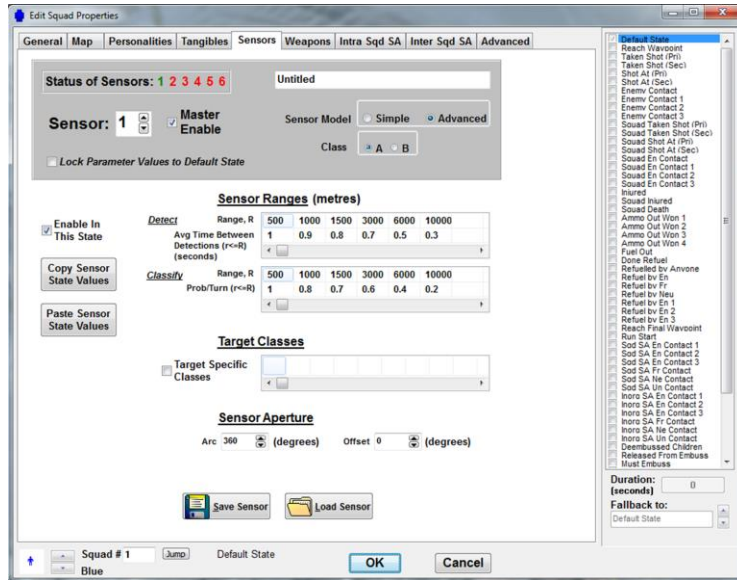 Edit Squad Properties
General Map Personalities Tangibles Sensors Weapons Intra Sqd SA Inter Sqd SA Advanced
Status of Sensors: 1 2 3 4 5 6
Untitled
Sensor: 1
Master Enable
Sensor Model Simple Advanced
Class A B
Lock Parameter Values to Default State
Sensor Ranges (metres)
Enable In This State
Detect Range, R 500 1000 1500 3000 6000 10000
Avg Time Between Detections (r<=R) (seconds) 1 0.9 0.8 0.7 0.5 0.3
Copy Sensor State Values
Classify Range, R 500 1000 1500 3000 6000 10000
Prob/Turn (r<=R) 1 0.8 0.7 0.6 0.4 0.2
Paste Sensor State Values
Target Classes
Target Specific Classes
Sensor Aperture
Arc 360 (degrees) Offset 0 (degrees)
Save Sensor Load Sensor
Squad # 1 Jump Default State
Blue
OK Cancel
Default State
Reach Waypoint
Taken Shot (Pri)
Taken Shot (Sec)
Shot At (Pri)
Shot At (Sec)
Enemy Contact
Enemy Contact 1
Enemy Contact 2
Enemy Contact 3
Squad Taken Shot (Pri)
Squad Taken Shot (Sec)
Squad Shot At (Pri)
Squad Shot At (Sec)
Squad En Contact
Squad En Contact 1
Squad En Contact 2
Squad En Contact 3
Injured
Squad Injured
Squad Death
Ammo Out Wpn 1
Ammo Out Wpn 2
Ammo Out Wpn 3
Ammo Out Wpn 4
Fuel Out
Done Refuel
Refuelled by Anyone
Refuel by En
Refuel by Fr
Refuel by Neu
Refuel by En 1
Refuel by En 2
Refuel by En 3
Reach Final Waypoint
Run Start
Sqd SA En Contact 1
Sqd SA En Contact 2
Sqd SA En Contact 3
Sqd SA Fr Contact
Sqd SA Ne Contact
Sqd SA Un Contact
Inorg SA En Contact 1
Inorg SA En Contact 2
Inorg SA En Contact 3
Inorg SA Fr Contact
Inorg SA Ne Contact
Inorg SA Un Contact
Deembussed Children
Released From Embuss
Must Embuss
Duration: (seconds) 0
Fallback to:
Default State